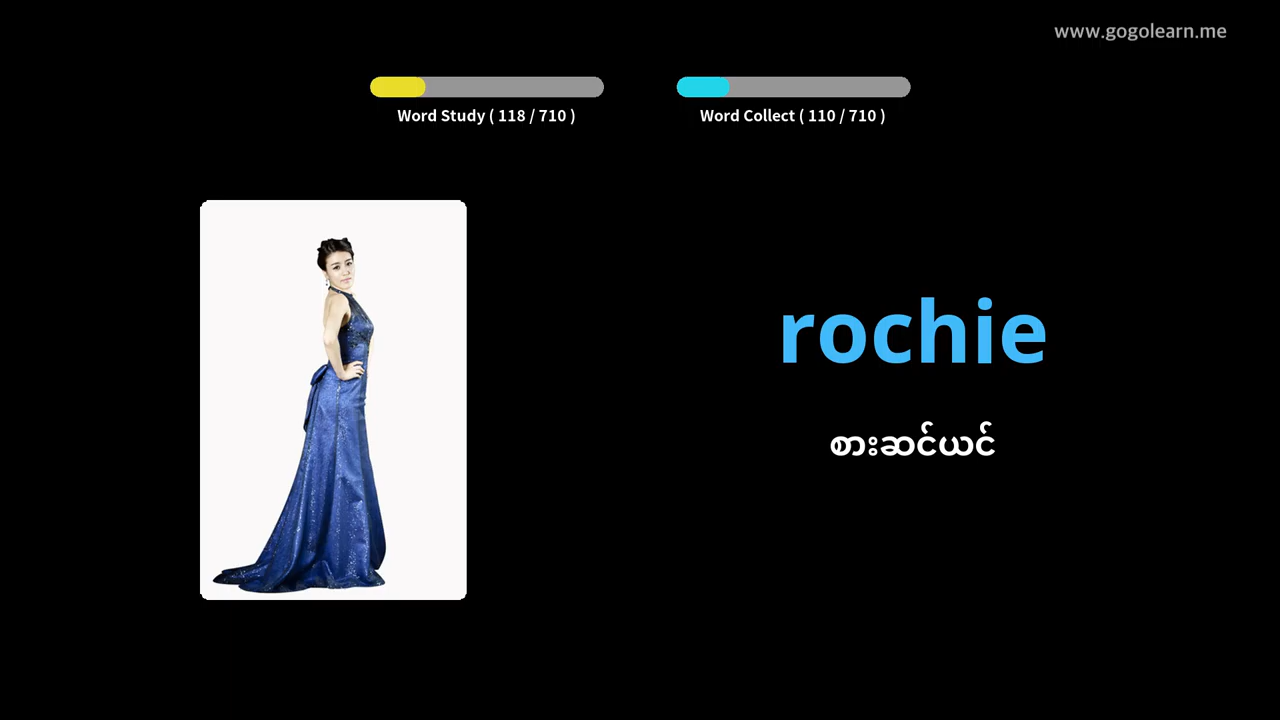 www.gogolearn.me
Word Study ( 118 / 710 )
Word Collect ( 110 / 710 )
rochie
စားဆင်ယင်